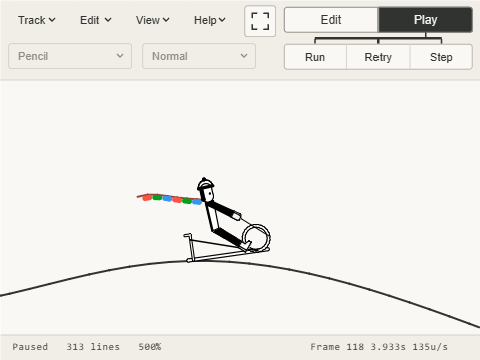 Track Edit View Help Edit Play
Pencil Normal Run Retry Step
Paused 313 lines 500% Frame 118 3.933s 135u/s